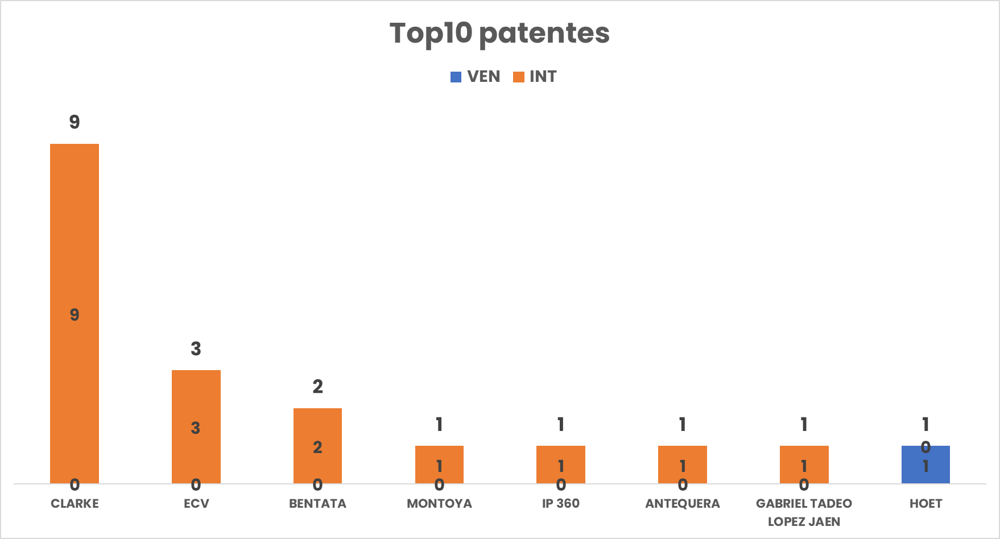 Top10 patentes
VEN INT
9
9
0
3
3
0
2
2
0
1
1
0
1
1
0
1
1
0
1
1
0
1
0
1
CLARKE
ECV
BENTATA
MONTOYA
IP 360
ANTEQUERA
GABRIEL TADEO
LOPEZ JAEN
HOET